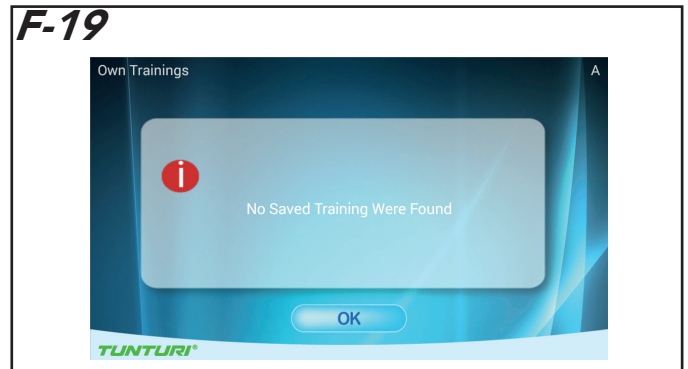 F-19
Own Trainings A
i
No Saved Training Were Found
OK
TUNTURI®